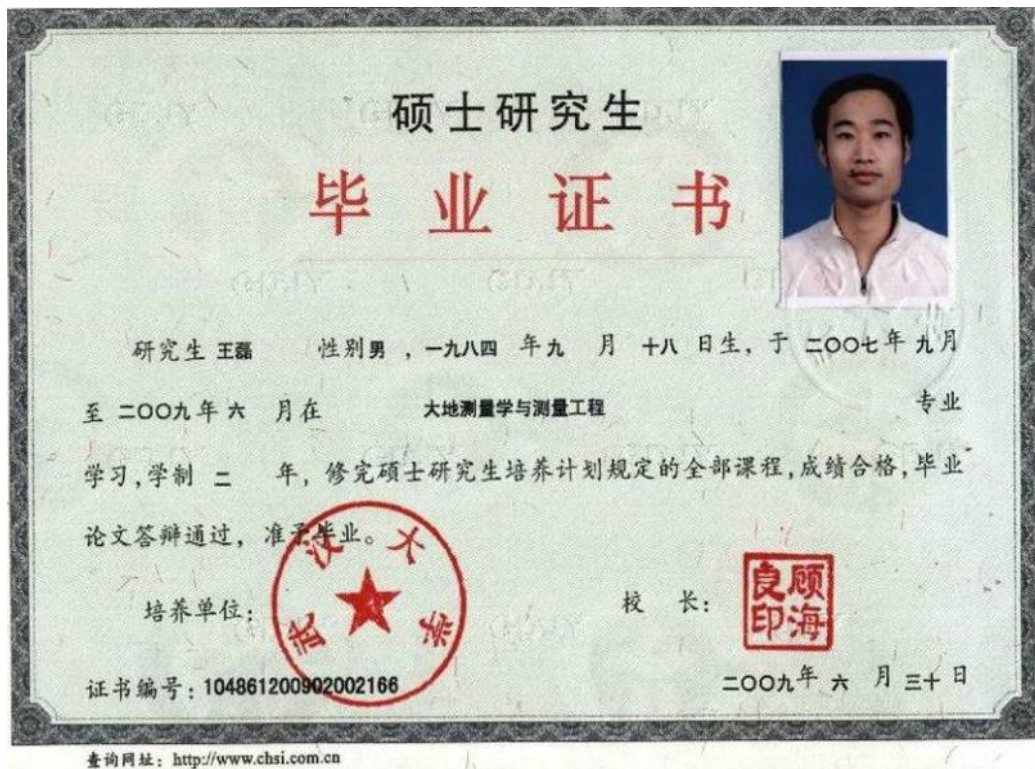 硕士研究生
毕业证书
研究生 王磊 性别 男 , 一九八四 年 九 月 十八 日生, 于 二〇〇七 年 九 月
至 二〇〇九 年 六 月在 大地测量学与测量工程 专业
学习, 学制 二 年, 修完硕士研究生培养计划规定的全部课程, 成绩合格, 毕业
论文答辩通过, 准予毕业。
武汉大学
培养单位:
校 长:
顾海良印
证书编号: 104861200902002166
二〇〇九 年 六 月 三十 日
查询网址: http://www.chsi.com.cn